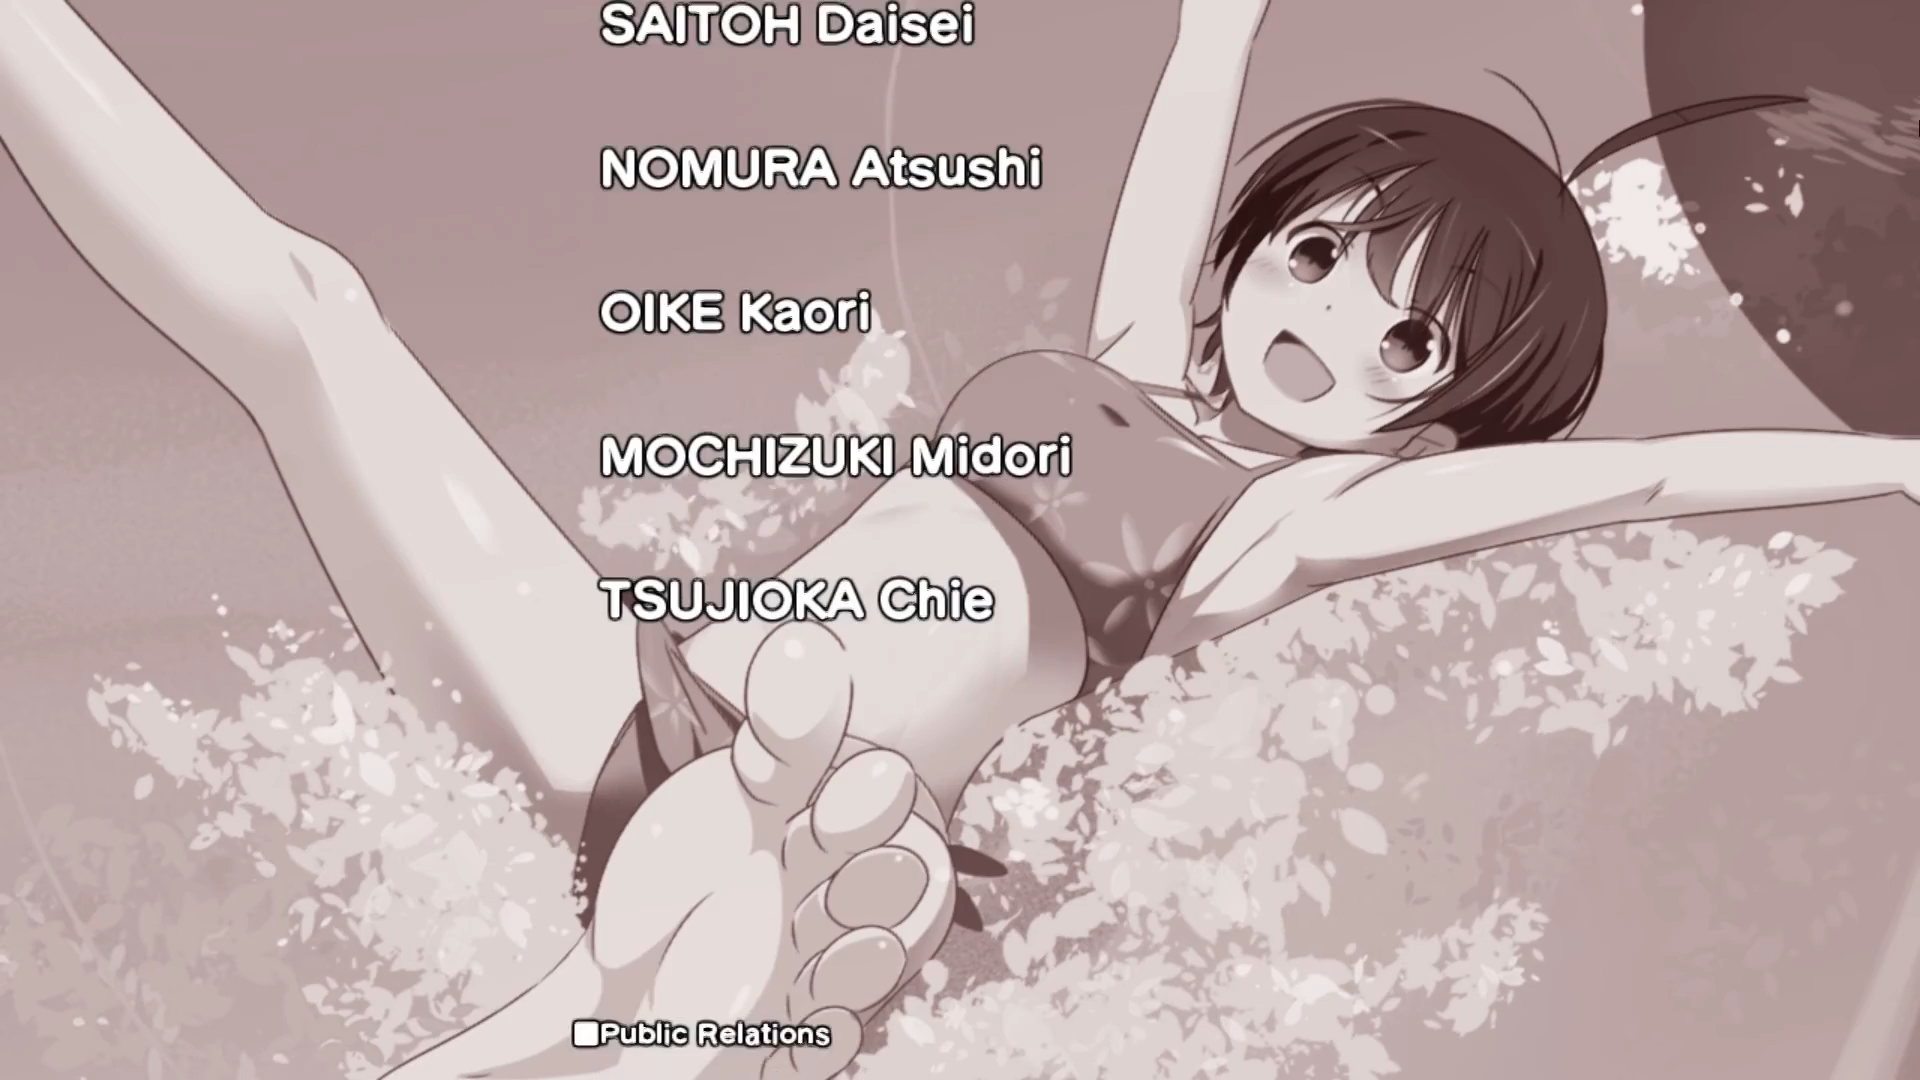 SAITOH Daisei
NOMURA Atsushi
OIKE Kaori
MOCHIZUKI Midori
TSUJIOKA Chie
■Public Relations